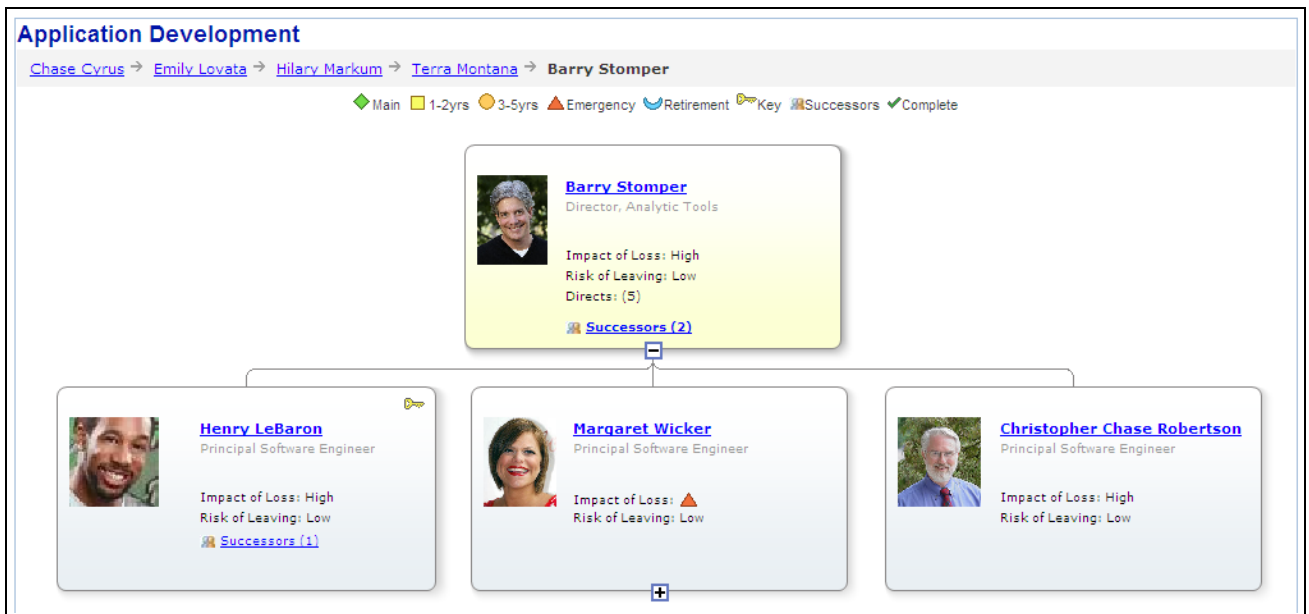 Application Development
Chase Cyrus → Emily Lovata → Hilary Markum → Terra Montana → Barry Stomper
Main 1-2yrs 3-5yrs Emergency Retirement Key Successors Complete
Barry Stomper
Director, Analytic Tools
Impact of Loss: High
Risk of Leaving: Low
Directs: (5)
Successors (2)
Henry LeBaron
Principal Software Engineer
Impact of Loss: High
Risk of Leaving: Low
Successors (1)
Margaret Wicker
Principal Software Engineer
Impact of Loss:
Risk of Leaving: Low
Christopher Chase Robertson
Principal Software Engineer
Impact of Loss: High
Risk of Leaving: Low